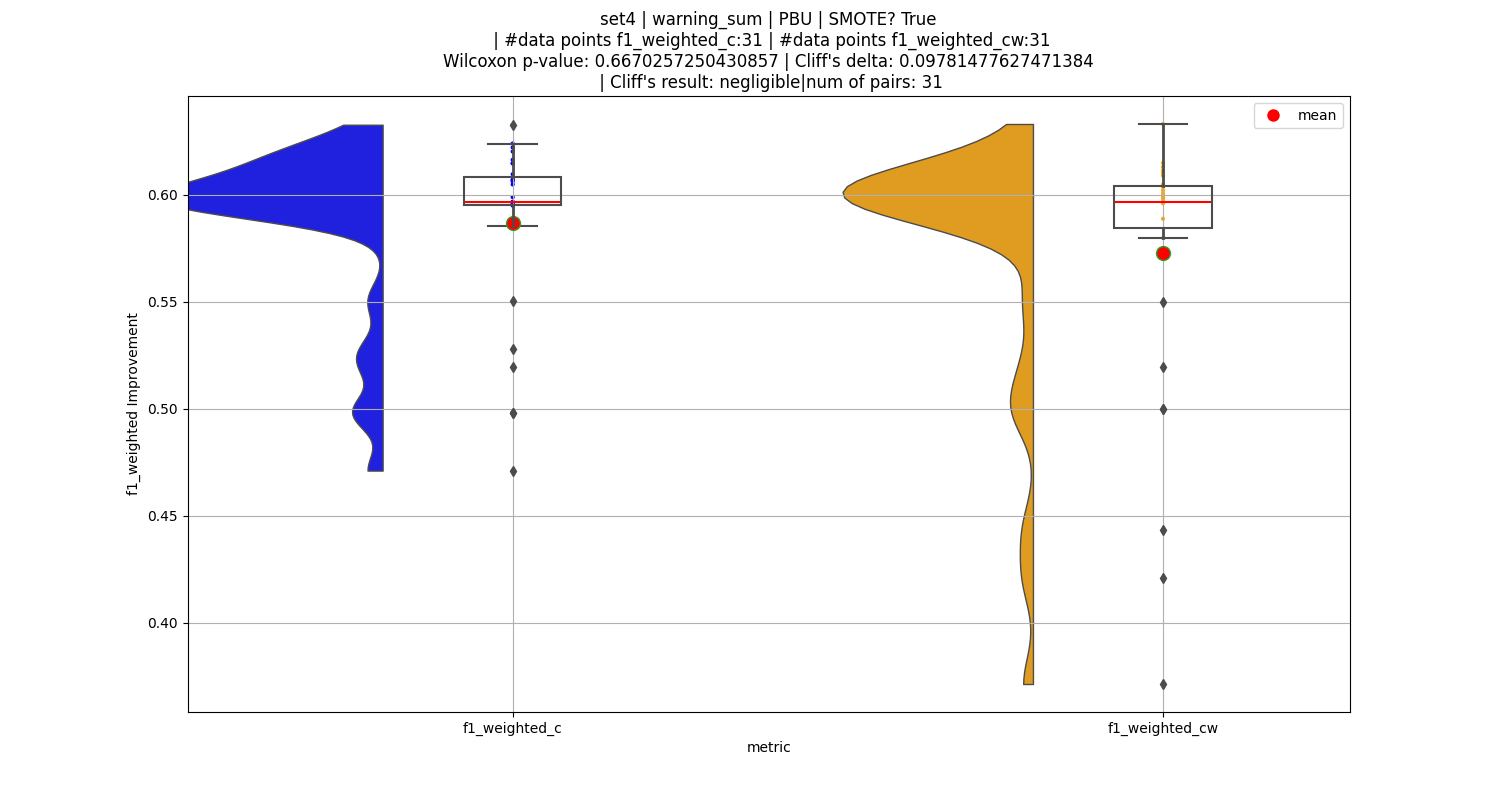 set4 | warning_sum | PBU | SMOTE? True
| #data points f1_weighted_c:31 | #data points f1_weighted_cw:31
Wilcoxon p-value: 0.6670257250430857 | Cliff's delta: 0.09781477627471384
| Cliff's result: negligible|num of pairs: 31
mean
0.60
0.55
0.50
0.45
0.40
f1_weighted Improvement
f1_weighted_c
f1_weighted_cw
metric